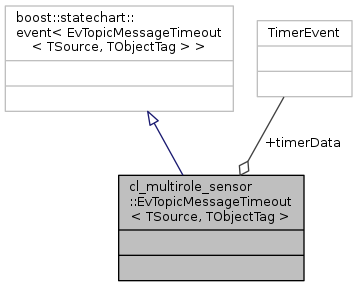 boost::statechart::
event< EvTopicMessageTimeout
< TSource, TObjectTag > >
TimerEvent
+timerData
cl_multirole_sensor
::EvTopicMessageTimeout
< TSource, TObjectTag >